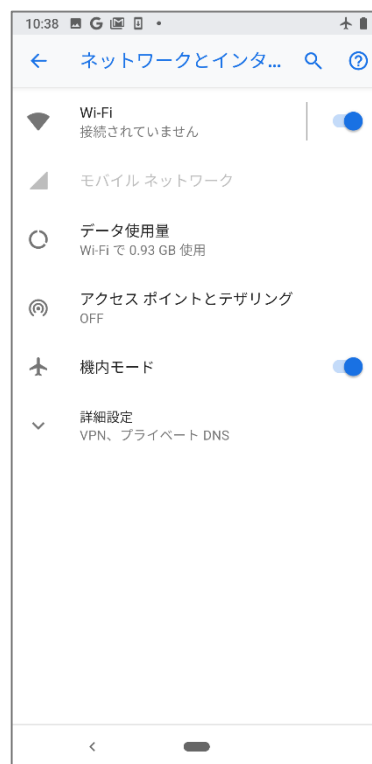 10:38
ネットワークとインタ...
Wi-Fi
接続されていません
モバイル ネットワーク
データ使用量
Wi-Fi で 0.93 GB 使用
アクセス ポイントとテザリング
OFF
機内モード
詳細設定
VPN、プライベート DNS